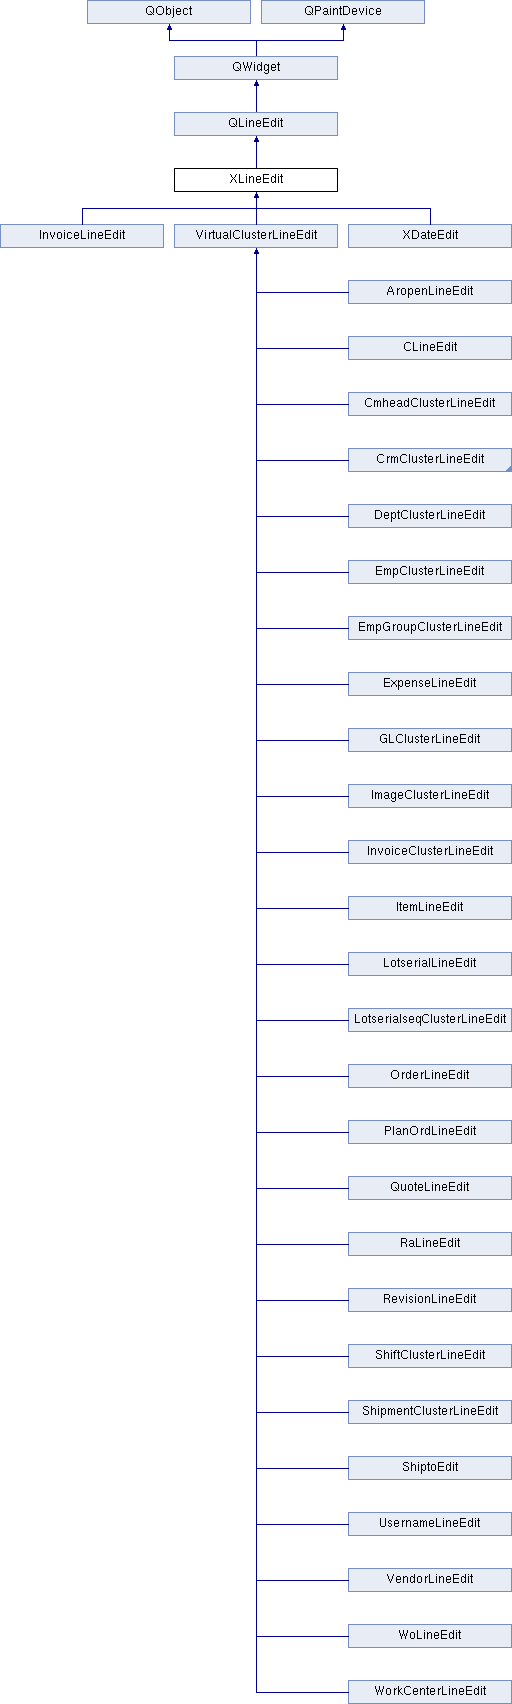 QObject
QPaintDevice
QWidget
QLineEdit
XLineEdit
InvoiceLineEdit
VirtualClusterLineEdit
XDateEdit
AropenLineEdit
CLineEdit
CmheadClusterLineEdit
CrmClusterLineEdit
DeptClusterLineEdit
EmpClusterLineEdit
EmpGroupClusterLineEdit
ExpenseLineEdit
GLClusterLineEdit
ImageClusterLineEdit
InvoiceClusterLineEdit
ItemLineEdit
LotserialLineEdit
LotserialseqClusterLineEdit
OrderLineEdit
PlanOrdLineEdit
QuoteLineEdit
RaLineEdit
RevisionLineEdit
ShiftClusterLineEdit
ShipmentClusterLineEdit
ShiptoEdit
UsernameLineEdit
VendorLineEdit
WoLineEdit
WorkCenterLineEdit